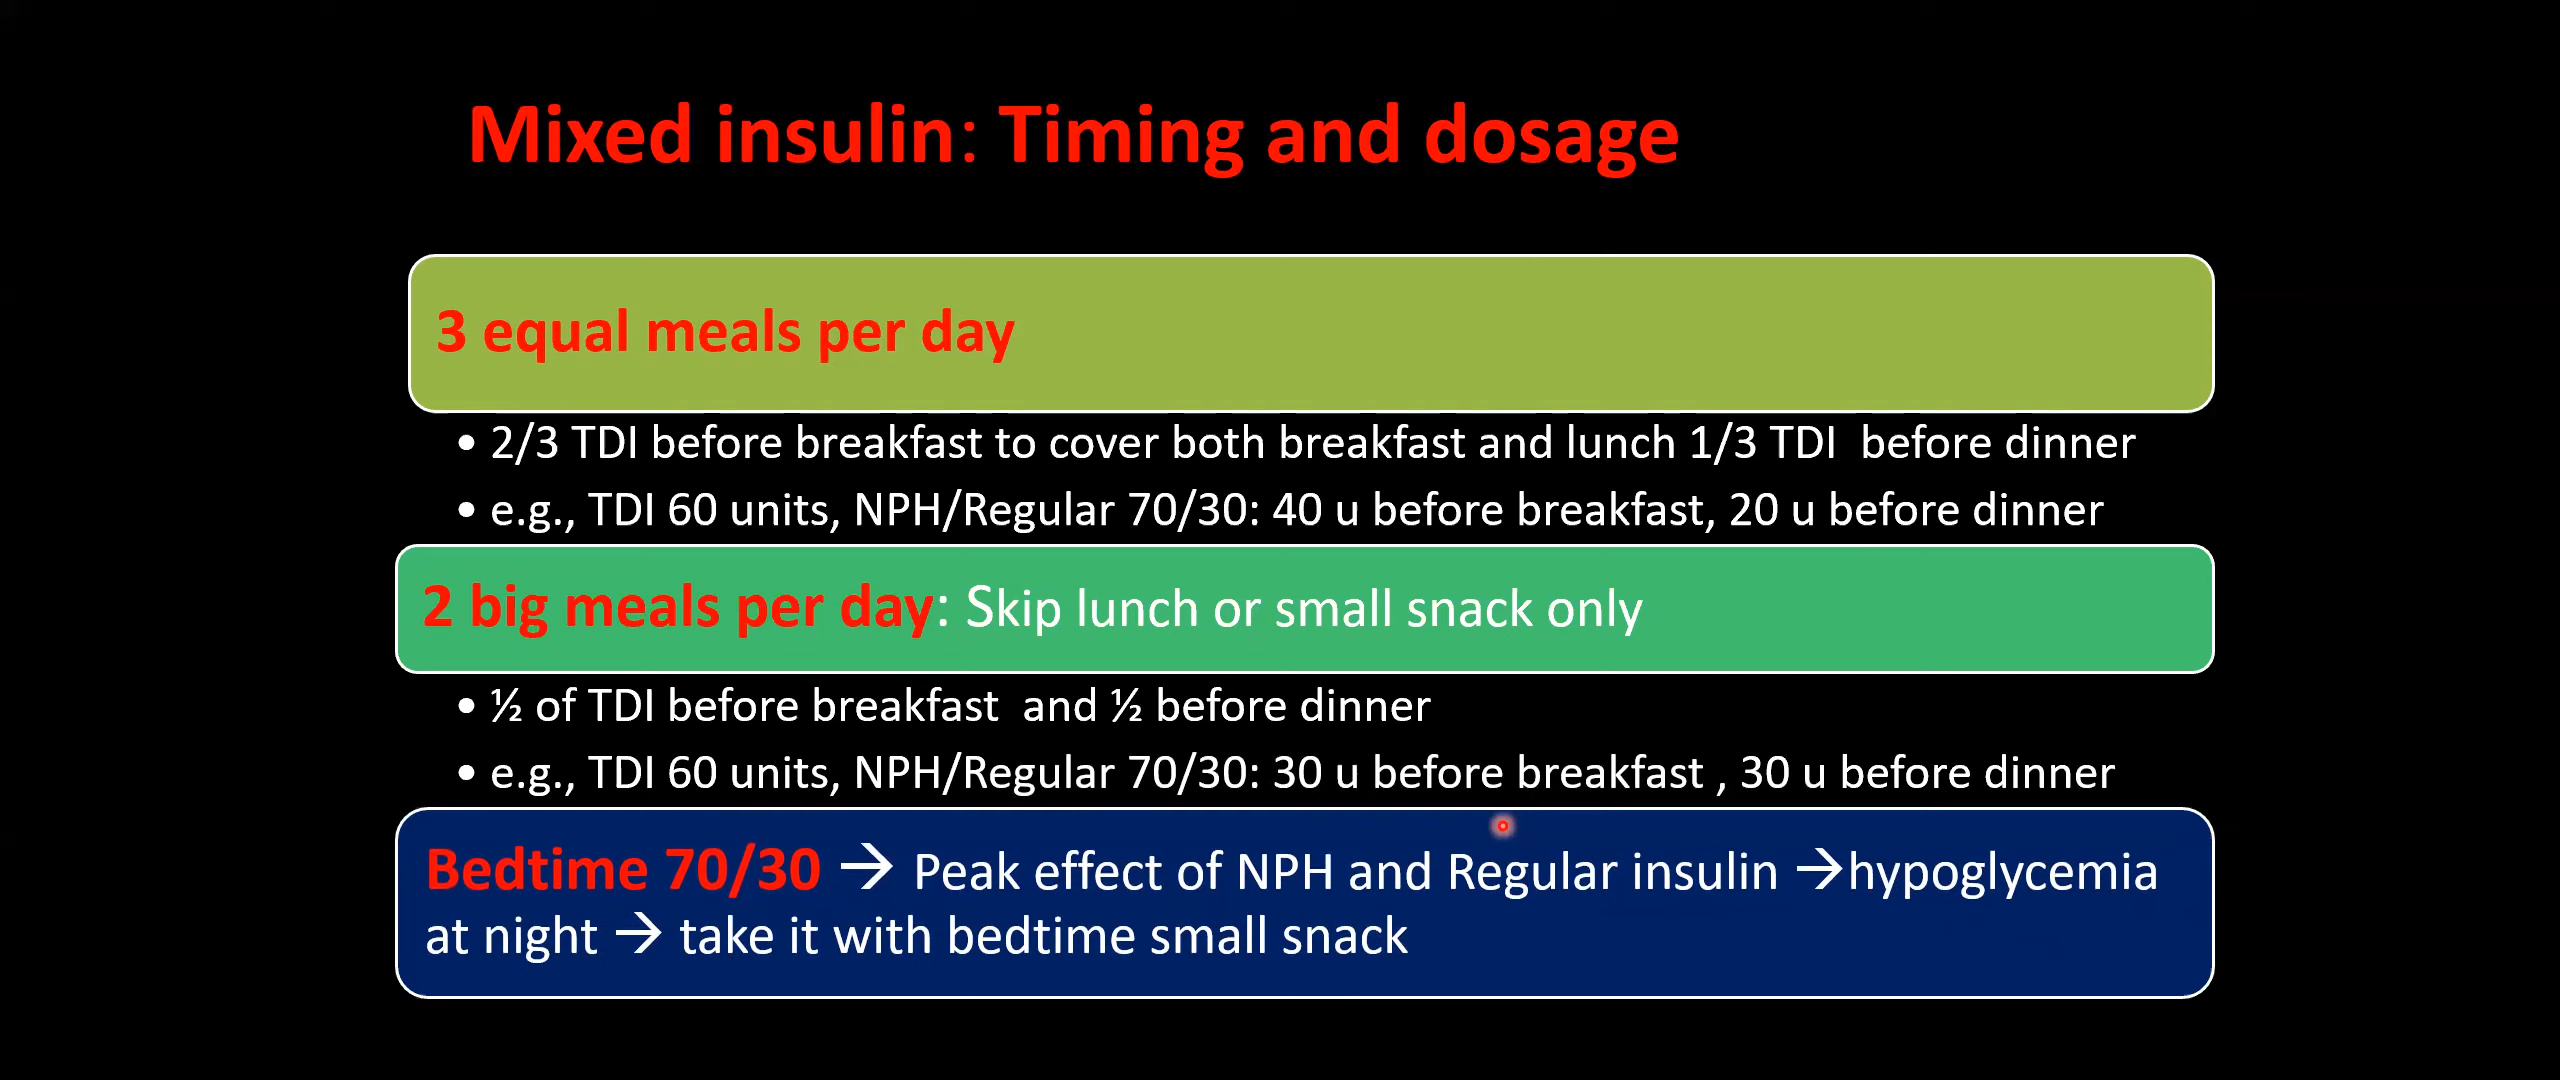 Mixed insulin: Timing and dosage
3 equal meals per day
• 2/3 TDI before breakfast to cover both breakfast and lunch 1/3 TDI  before dinner
• e.g., TDI 60 units, NPH/Regular 70/30: 40 u before breakfast, 20 u before dinner
2 big meals per day: Skip lunch or small snack only
• ½ of TDI before breakfast  and ½ before dinner
• e.g., TDI 60 units, NPH/Regular 70/30: 30 u before breakfast , 30 u before dinner
Bedtime 70/30 → Peak effect of NPH and Regular insulin →hypoglycemia
at night → take it with bedtime small snack